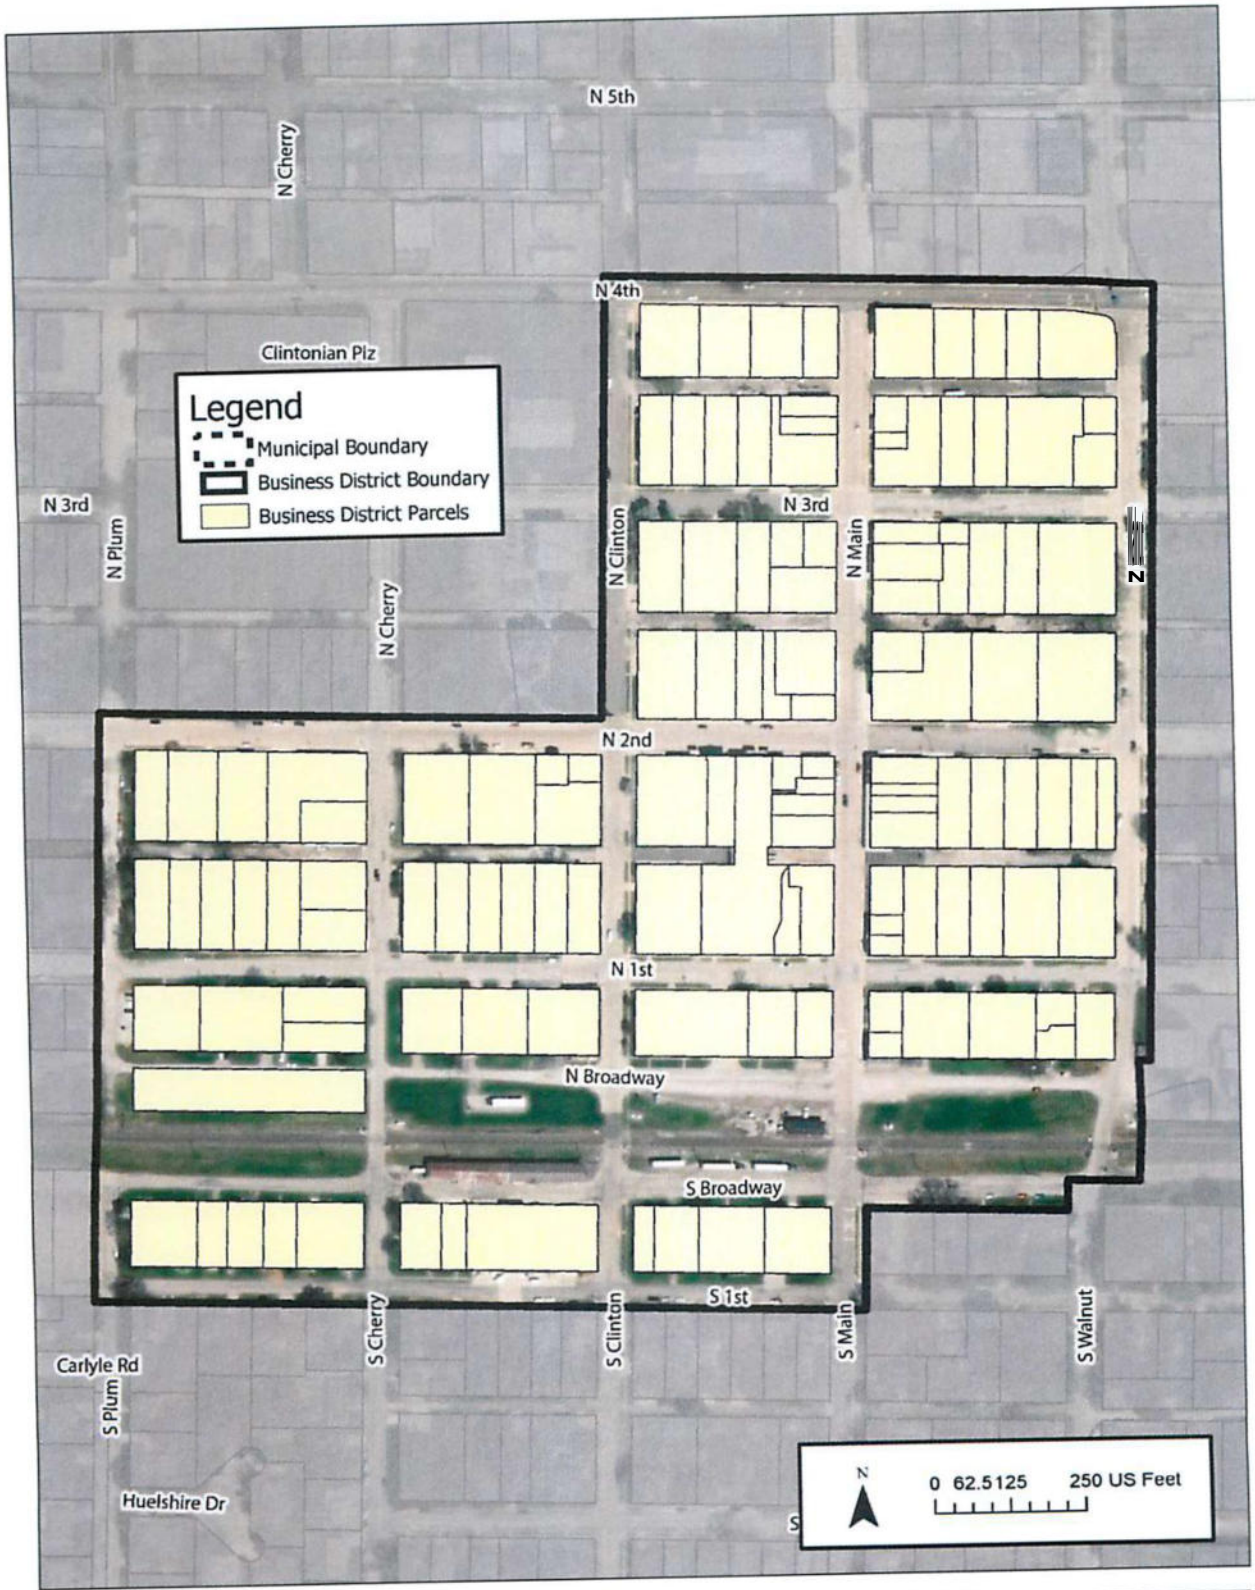 N 5th
N Cherry
N 4th
Clintonian Plz
Legend
Municipal Boundary
Business District Boundary
Business District Parcels
N 3rd
N 3rd
N Plum
N Clinton
N Main
N
N Cherry
N 2nd
N 1st
N Broadway
S Broadway
S 1st
S Cherry
S Clinton
S Main
S Walnut
Carlyle Rd
S Plum
Huelshire Dr
S
N
0 62.5125 250 US Feet